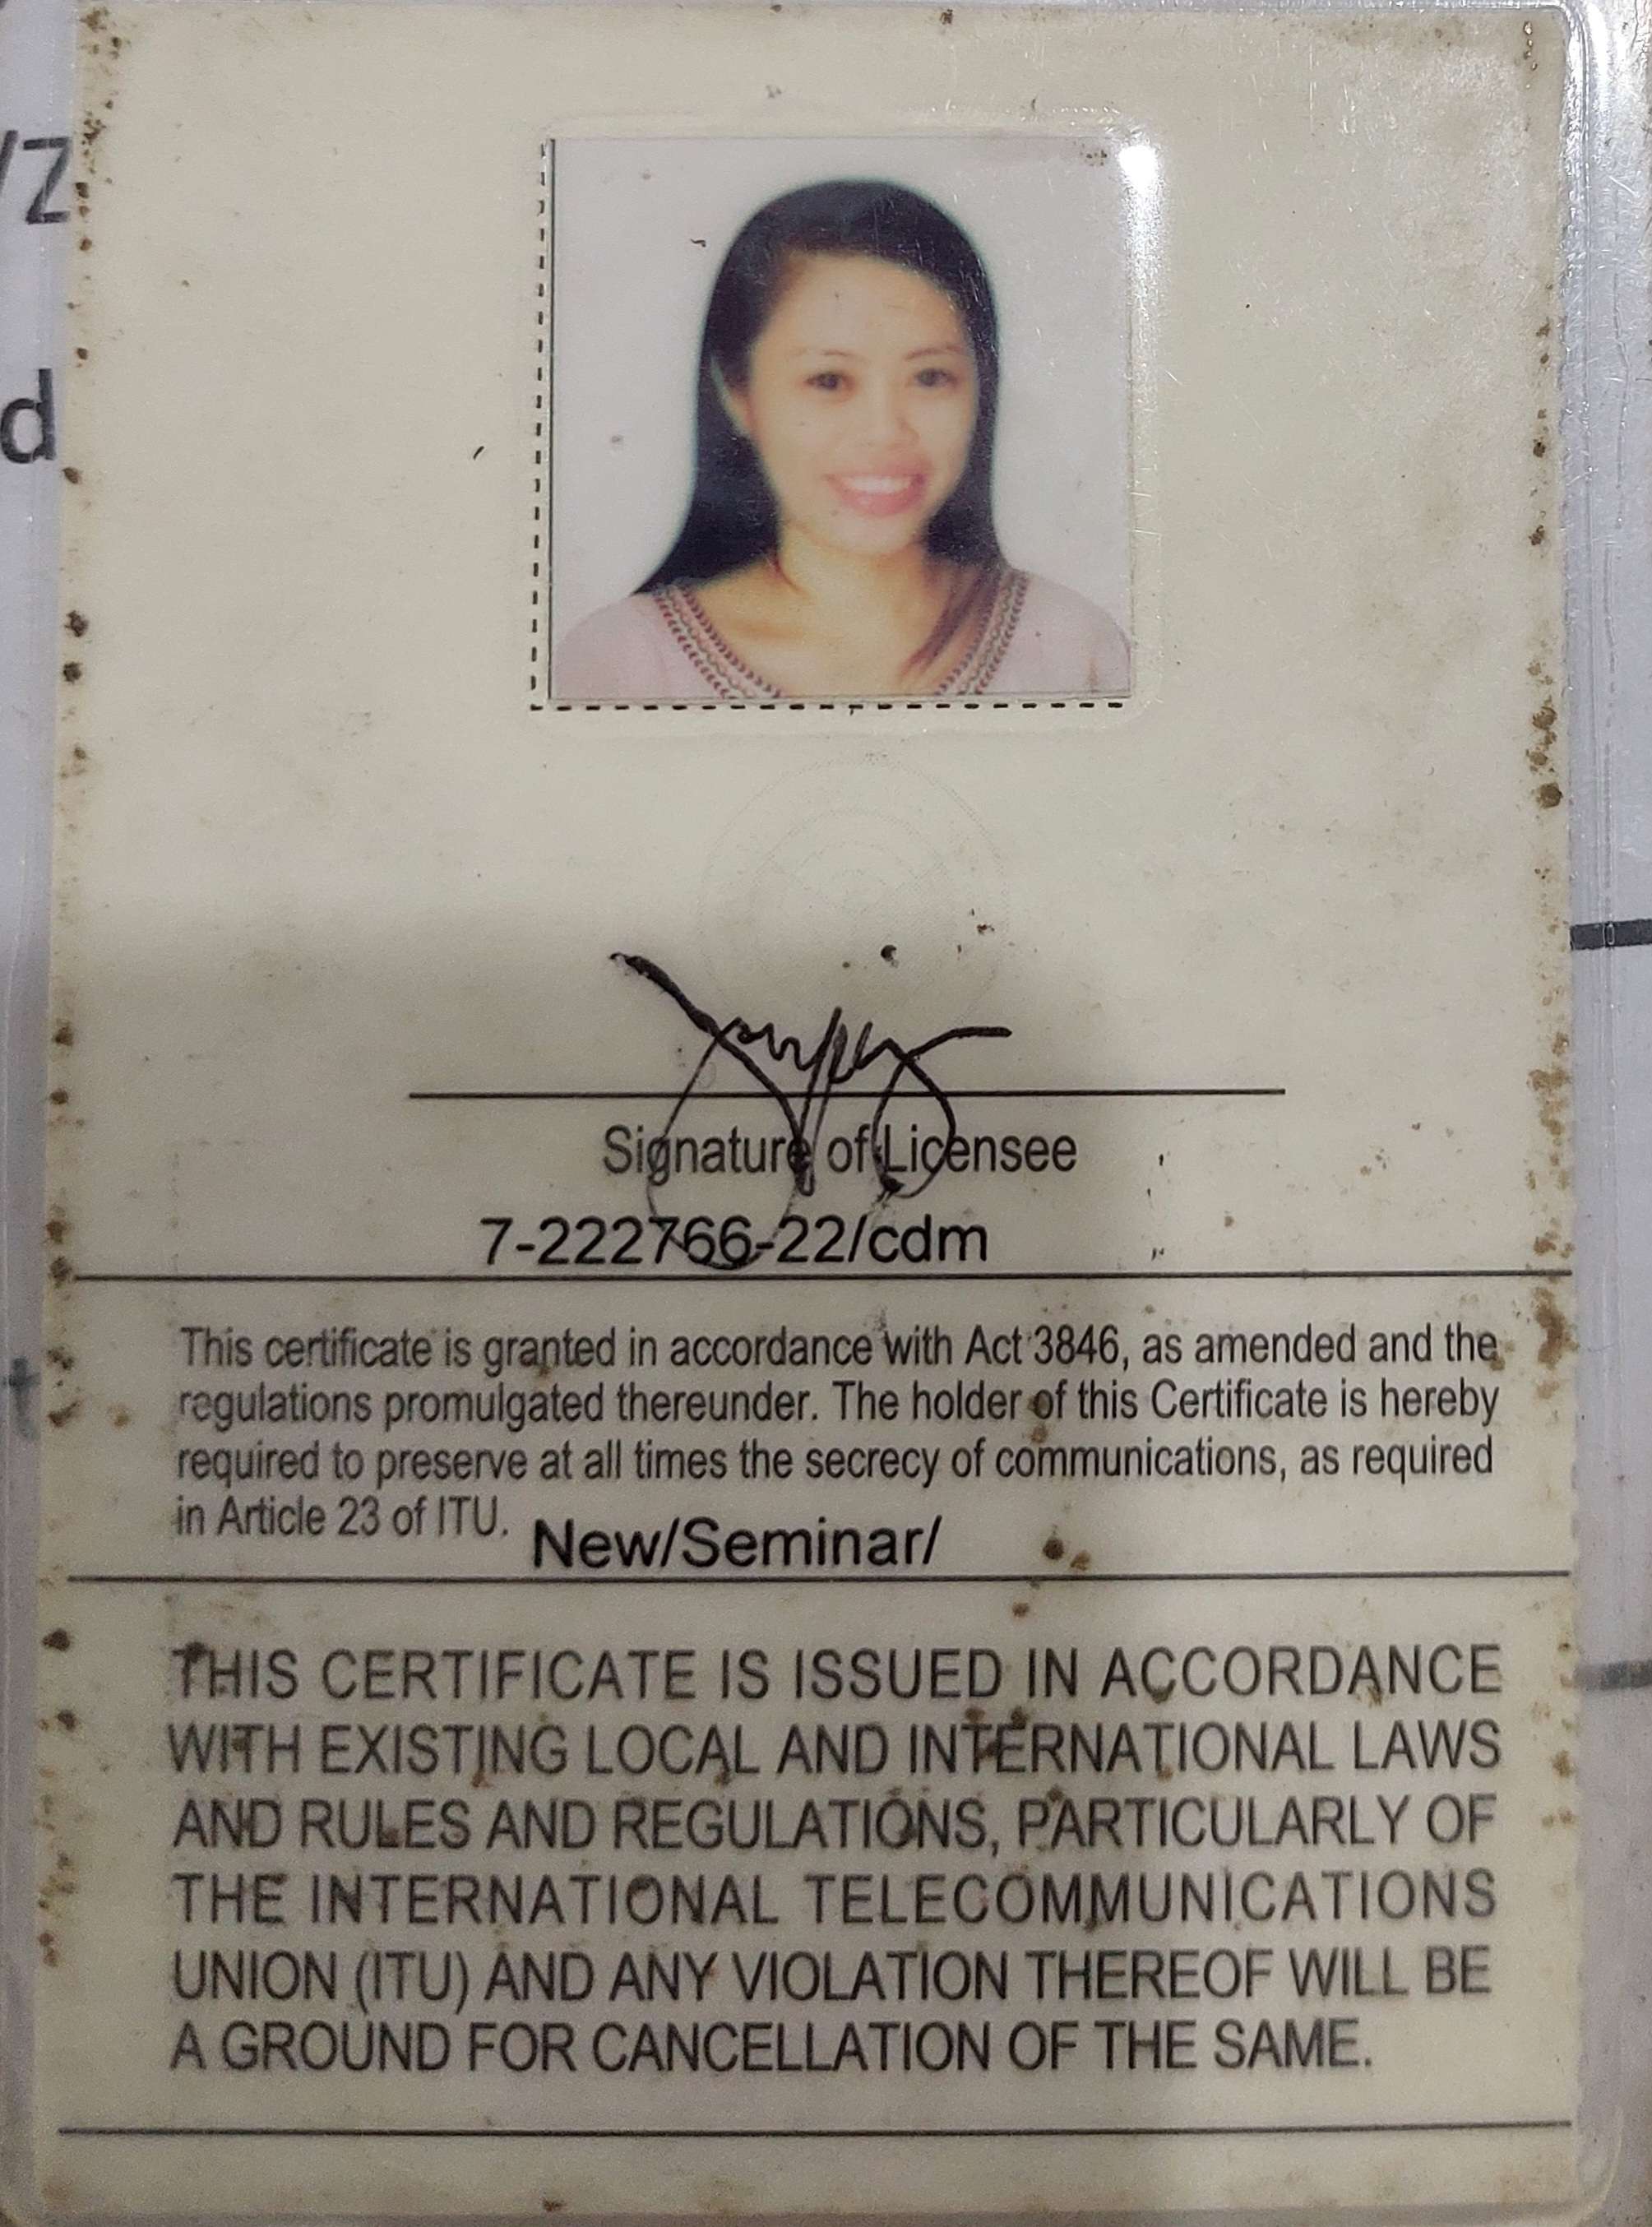 /Z
d
Signature of Licensee
7-222766-22/cdm
This certificate is granted in accordance with Act 3846, as amended and the
regulations promulgated thereunder. The holder of this Certificate is hereby
required to preserve at all times the secrecy of communications, as required
in Article 23 of ITU.
New/Seminar/
THIS CERTIFICATE IS ISSUED IN ACCORDANCE
WITH EXISTING LOCAL AND INTERNATIONAL LAWS
AND RULES AND REGULATIONS, PARTICULARLY OF
THE INTERNATIONAL TELECOMMUNICATIONS
UNION (ITU) AND ANY VIOLATION THEREOF WILL BE
A GROUND FOR CANCELLATION OF THE SAME.